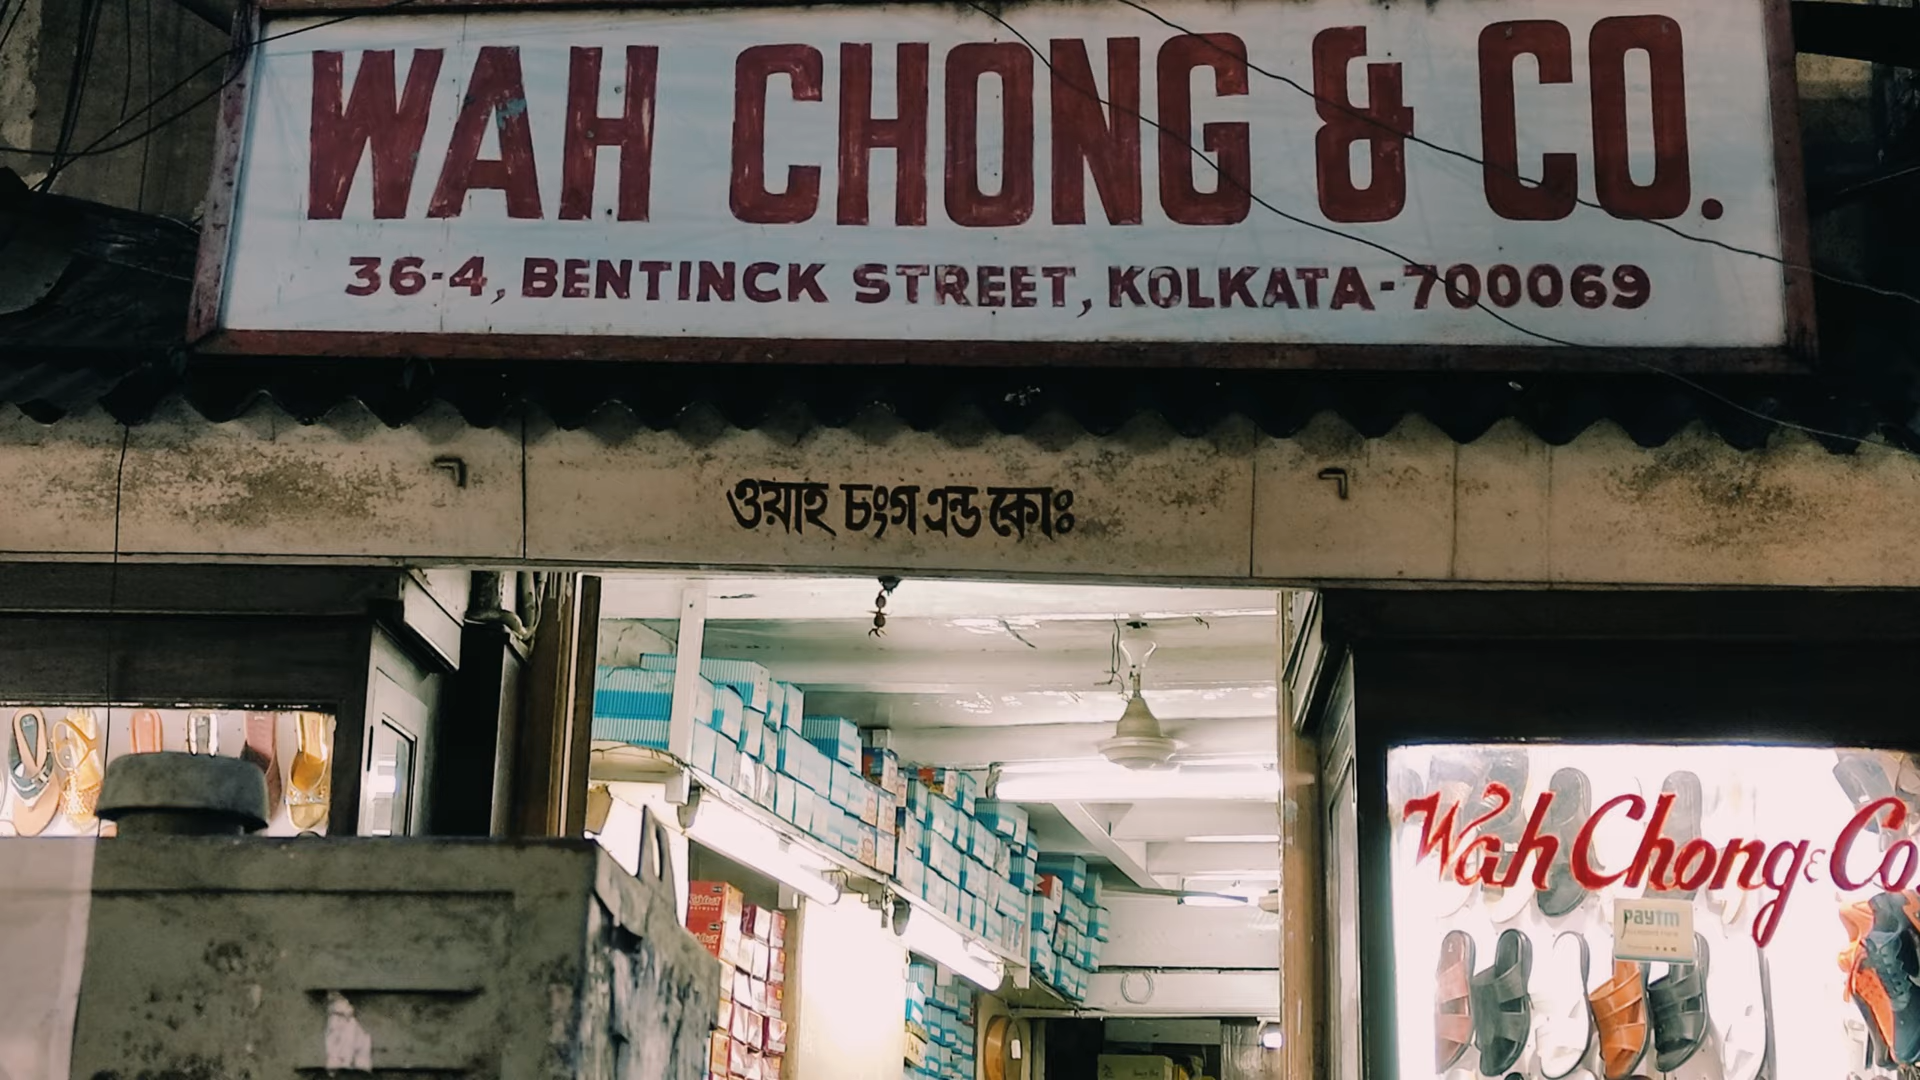 WAH CHONG & CO.
36-4, BENTINCK STREET, KOLKATA-700069
ওয়াহ চংগ এন্ড কোঃ
Wah Chong & Co.
paytm